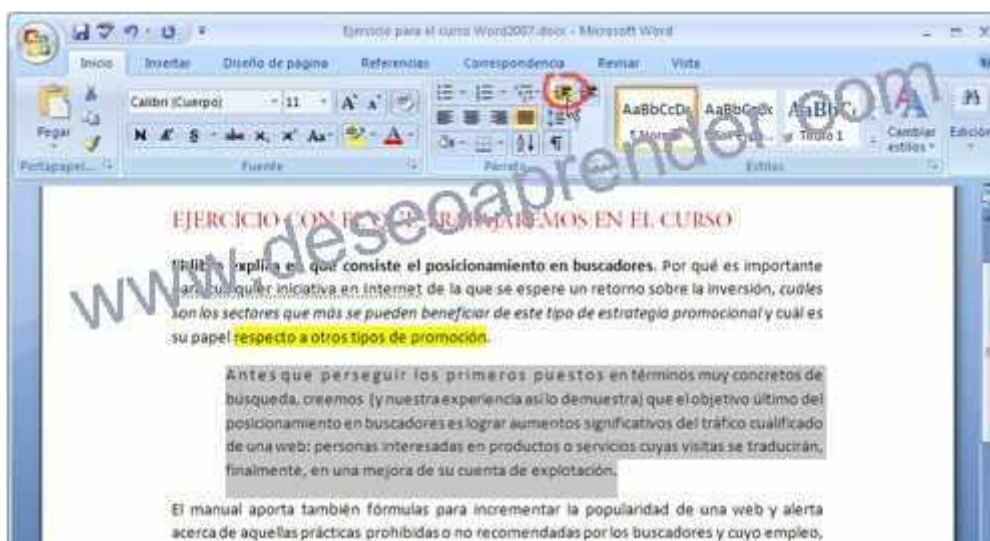 Ejercicio para el curso Word2007.docx - Microsoft Word
Inicio Insertar Diseño de página Referencias Correspondencia Revisar Vista
Calibri (Cuerpo) 11 A A
AaBbCcDc AaBbCcDc AaBbCc
Pegar N K S abc x, x' Aa A
Título 1 Cambiar estilos Edición
Portapapel... Fuente Párrafo Estilos
www.deseoaprender.com
EJERCICIO CON EL QUE TRABAJAREMOS EN EL CURSO
explica en qué consiste el posicionamiento en buscadores. Por qué es importante
para cualquier iniciativa en Internet de la que se espere un retorno sobre la inversión, cuáles
son los sectores que más se pueden beneficiar de este tipo de estrategia promocional y cuál es
su papel respecto a otros tipos de promoción.
Antes que perseguir los primeros puestos en términos muy concretos de
búsqueda, creemos (y nuestra experiencia así lo demuestra) que el objetivo último del
posicionamiento en buscadores es lograr aumentos significativos del tráfico cualificado
de una web: personas interesadas en productos o servicios cuyas visitas se traducirán,
finalmente, en una mejora de su cuenta de explotación.
El manual aporta también fórmulas para incrementar la popularidad de una web y alerta
acerca de aquellas prácticas prohibidas o no recomendadas por los buscadores y cuyo empleo,